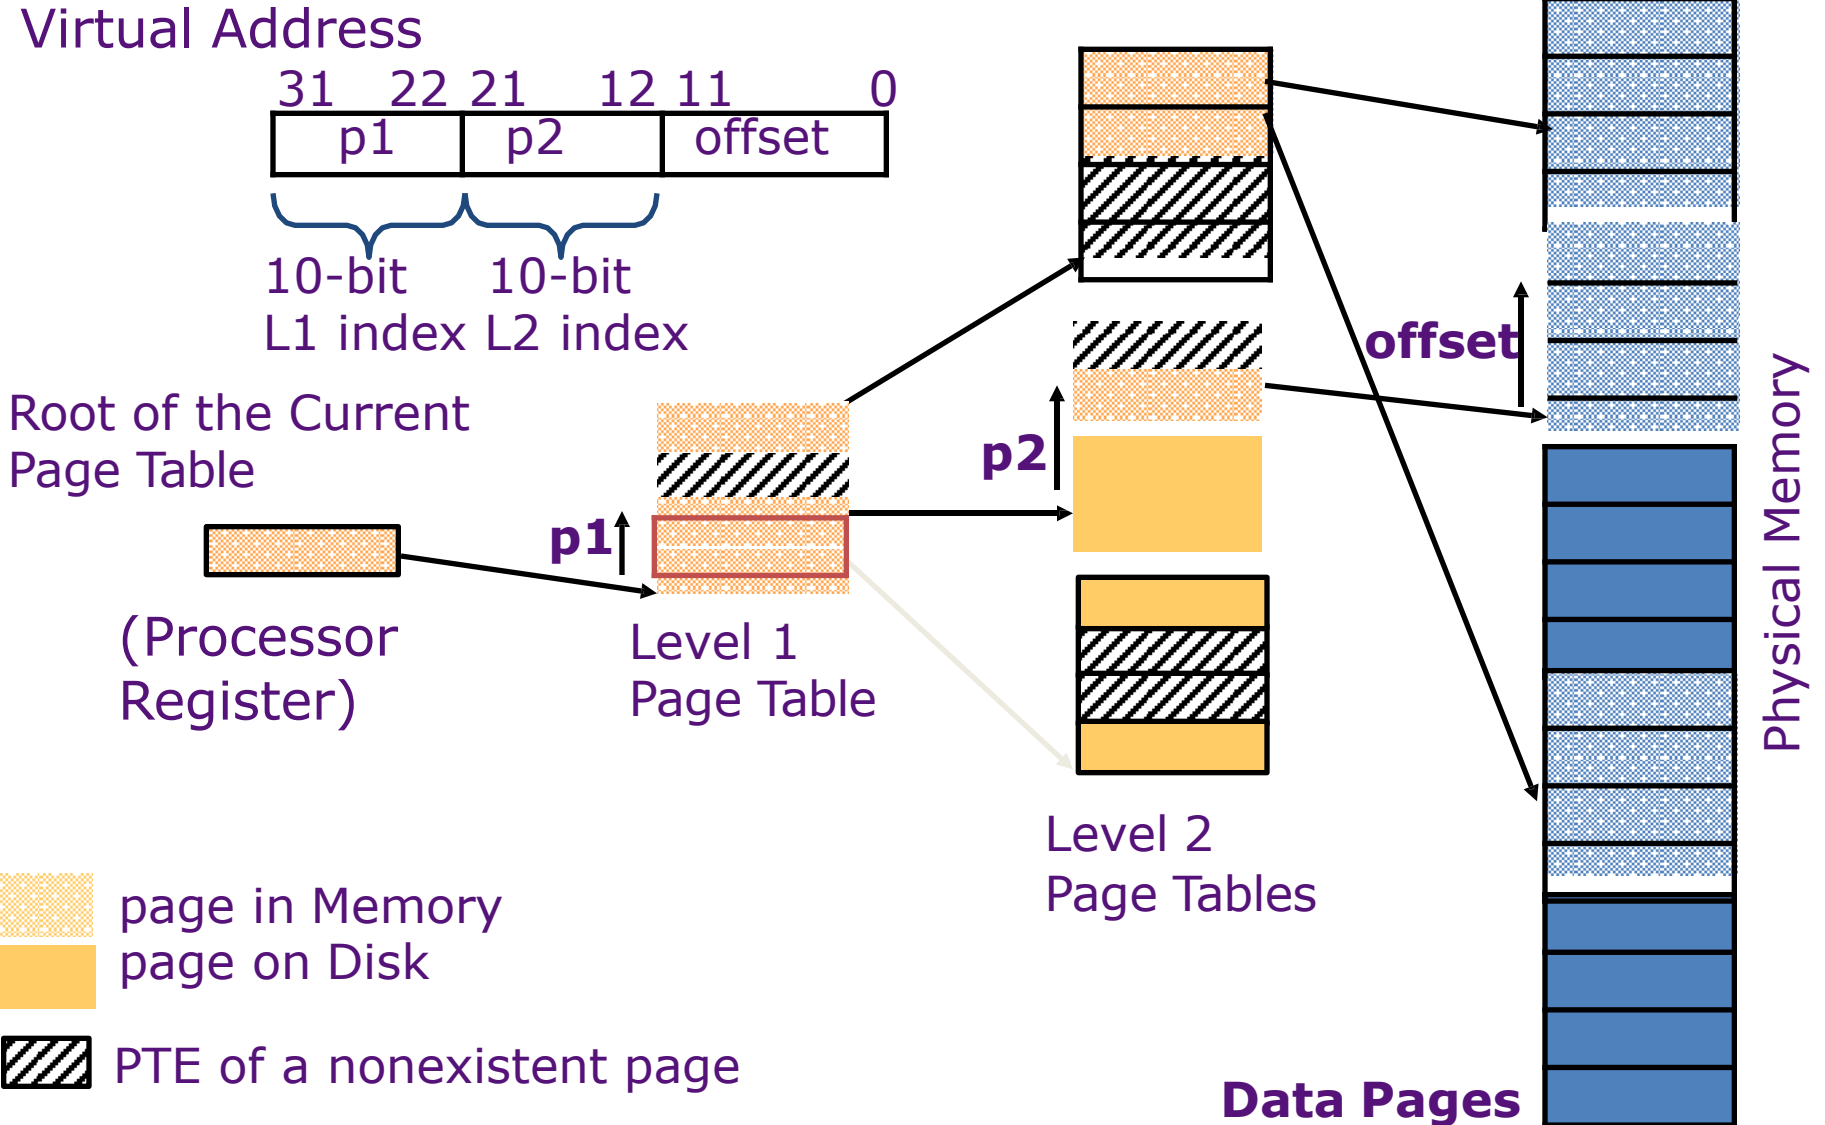 Virtual Address
31 22 21 12 11 0
p1 p2 offset
10-bit 10-bit
L1 index L2 index
offset
Root of the Current
Page Table
p2
p1
(Processor
Register)
Level 1
Page Table
Physical Memory
Level 2
Page Tables
page in Memory
page on Disk
PTE of a nonexistent page
Data Pages